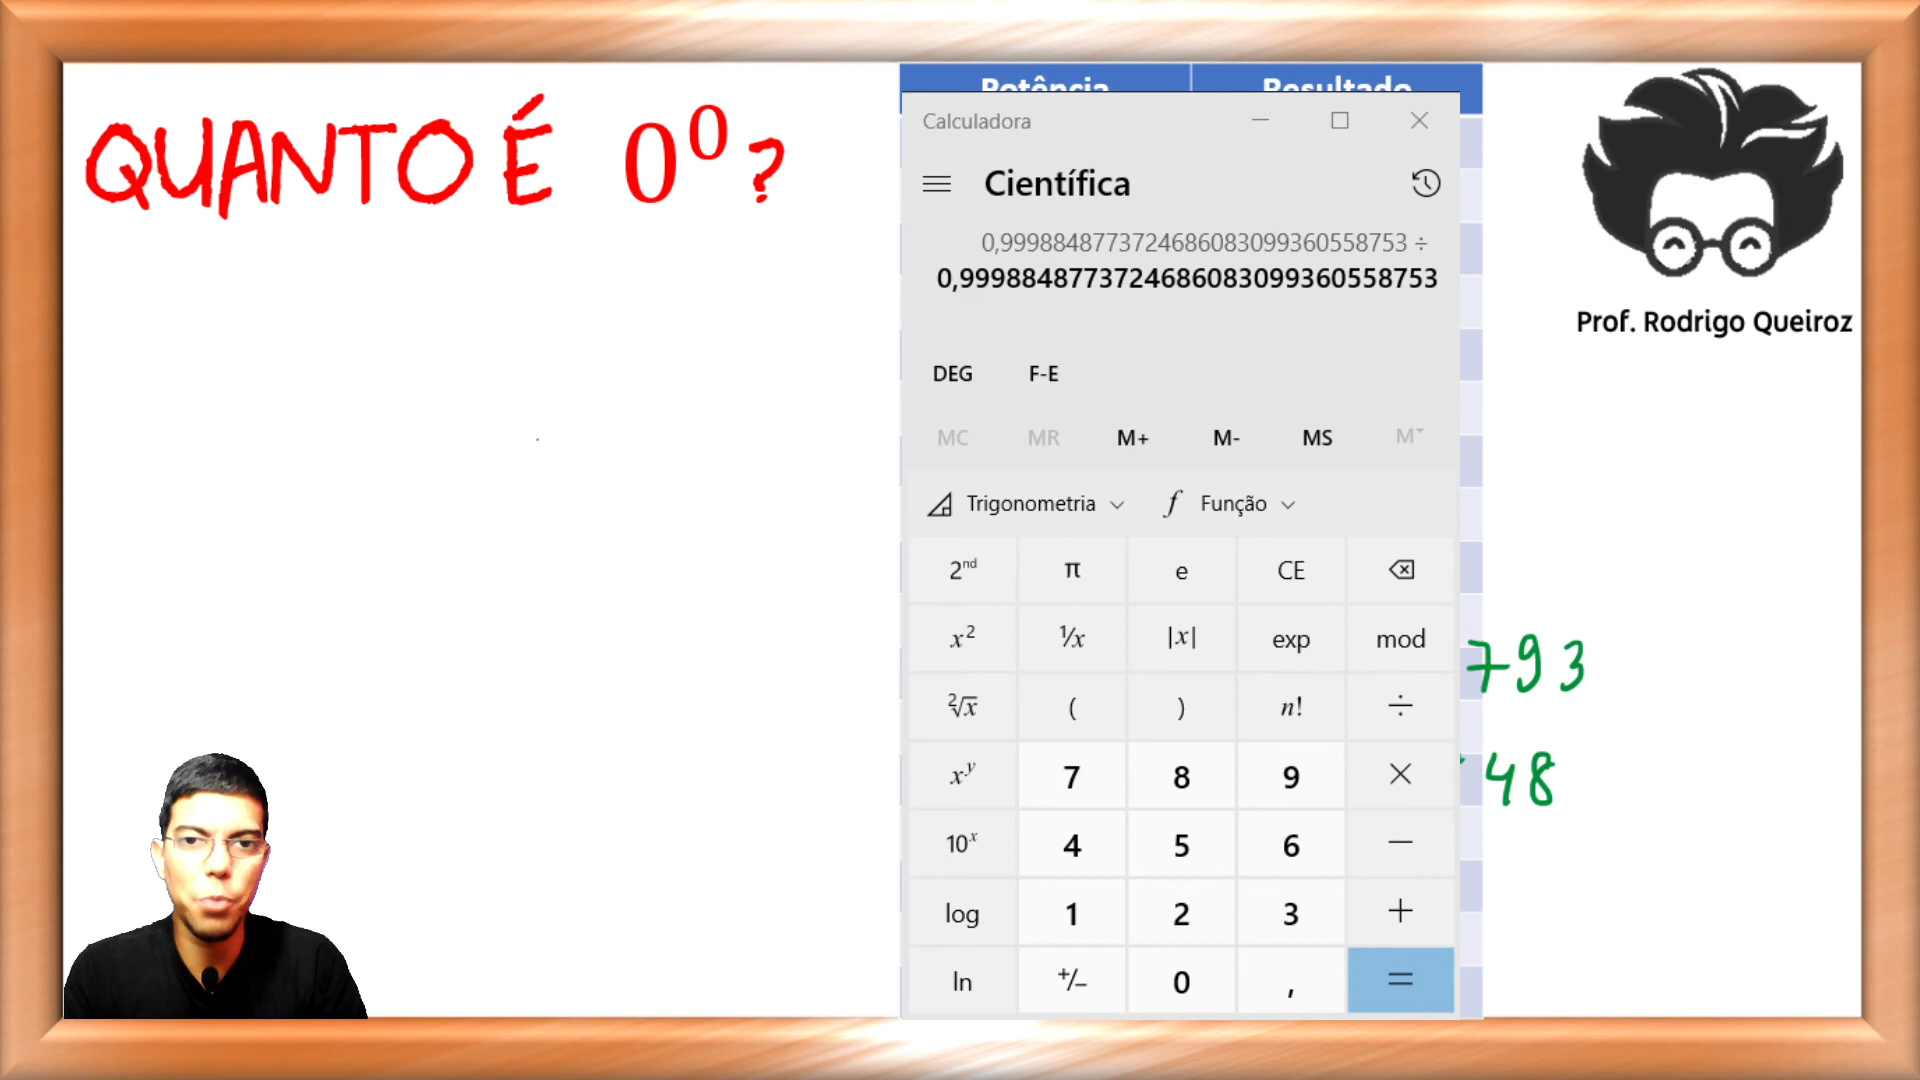 QUANTO É 0⁰?
Potência Resultado
Calculadora
Científica
0,9998848773724686083099360558753 ÷
0,9998848773724686083099360558753
DEG F-E
MC MR M+ M- MS M˅
Trigonometria f Função
2ⁿᵈ π e CE
x² ¹/x |x| exp mod
²√x ( ) n! ÷
xʸ 7 8 9 ×
10ˣ 4 5 6 −
log 1 2 3 +
ln +/− 0 , =
Prof. Rodrigo Queiroz
793
48